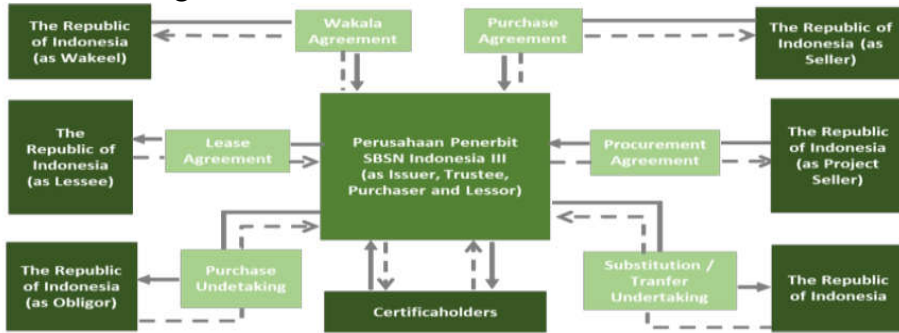 The Republic
of Indonesia
(as Wakeel)
Wakala
Agreement
Purchase
Agreement
The Republic of
Indonesia (as
Seller)
The
Republic of
Indonesia
(as Lessee)
Lease
Agreement
Perusahaan Penerbit
SBSN Indonesia III
(as Issuer, Trustee,
Purchaser and Lessor)
Procurement
Agreement
The Republic
of Indonesia
(as Project
Seller)
The Republic
of Indonesia
(as Obligor)
Purchase
Undetaking
Certificaholders
Substitution /
Tranfer
Undertaking
The Republic
of Indonesia